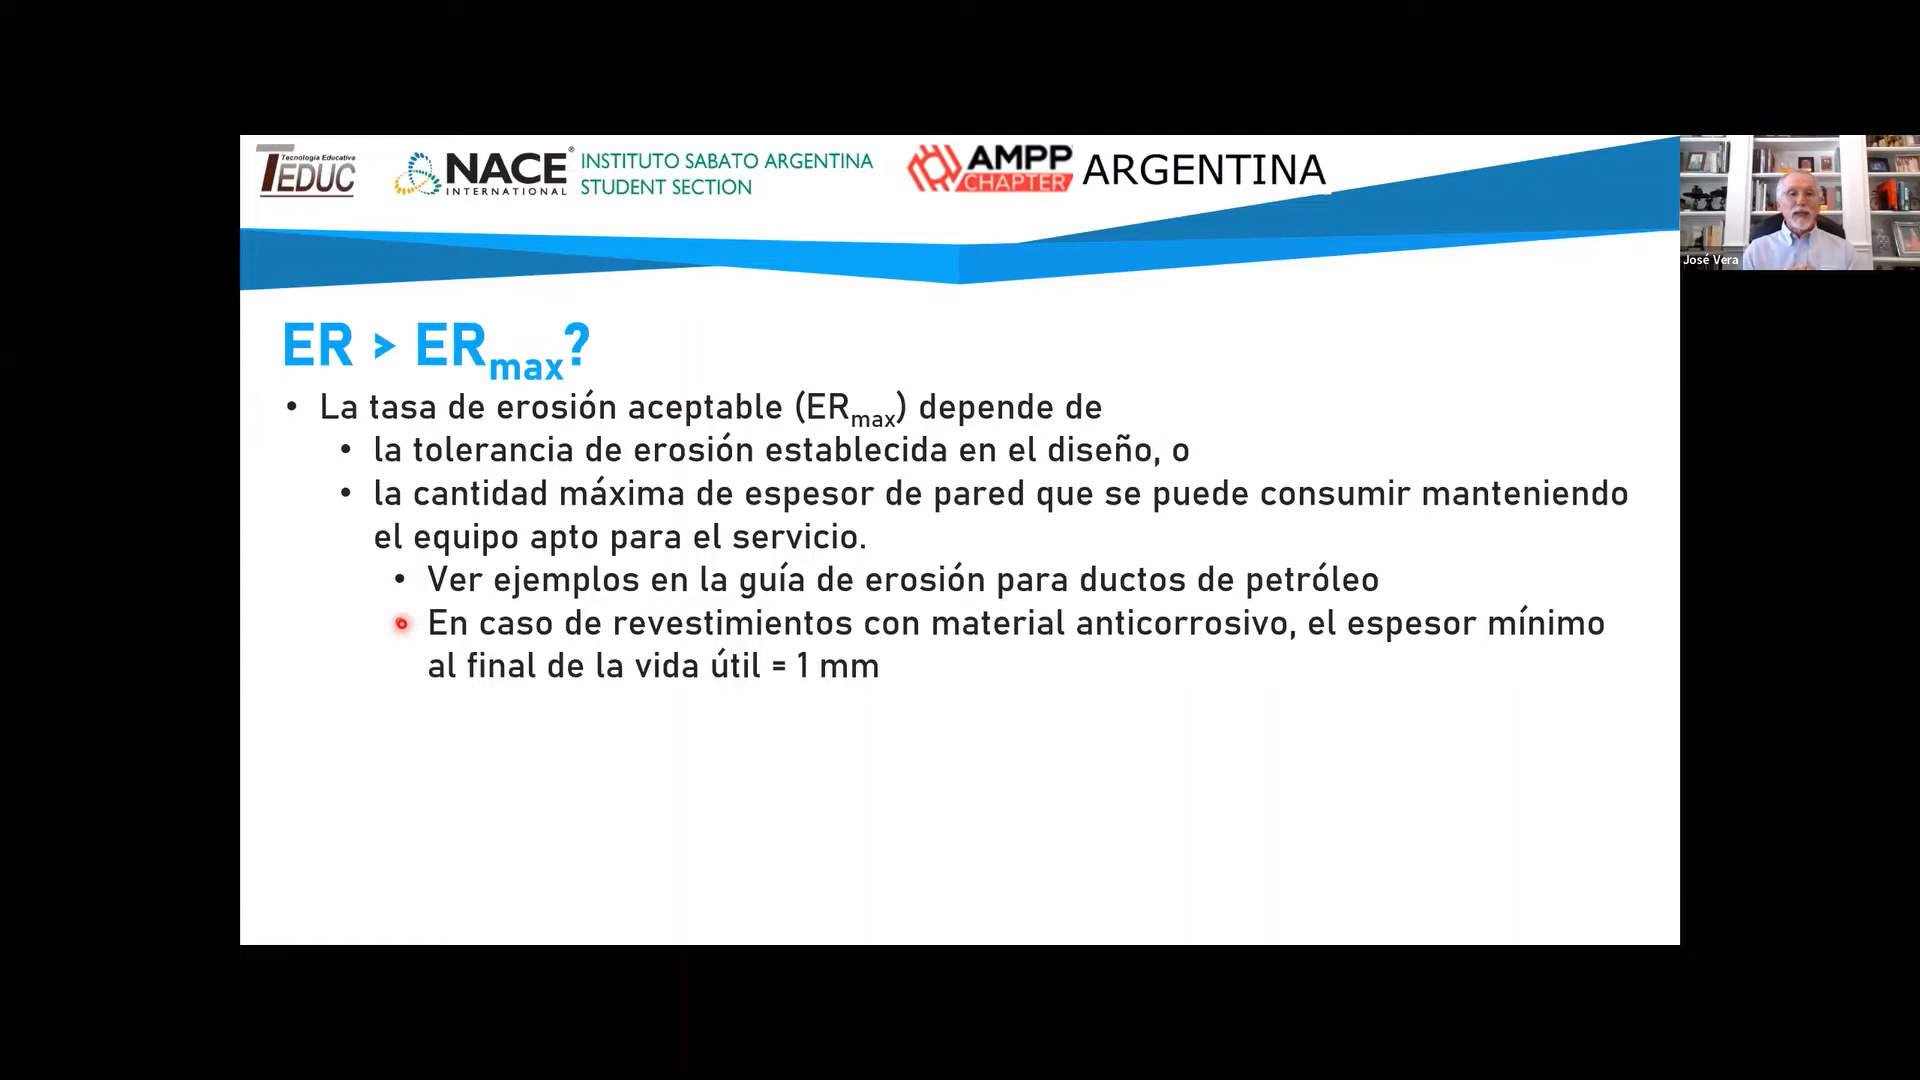 Tecnología Educativa
TEDUC
NACE®
INTERNATIONAL
INSTITUTO SABATO ARGENTINA
STUDENT SECTION
AMPP
CHAPTER
ARGENTINA
José Vera
ER > ERmax?
• La tasa de erosión aceptable (ERmax) depende de
• la tolerancia de erosión establecida en el diseño, o
• la cantidad máxima de espesor de pared que se puede consumir manteniendo
el equipo apto para el servicio.
• Ver ejemplos en la guía de erosión para ductos de petróleo
• En caso de revestimientos con material anticorrosivo, el espesor mínimo
al final de la vida útil = 1 mm